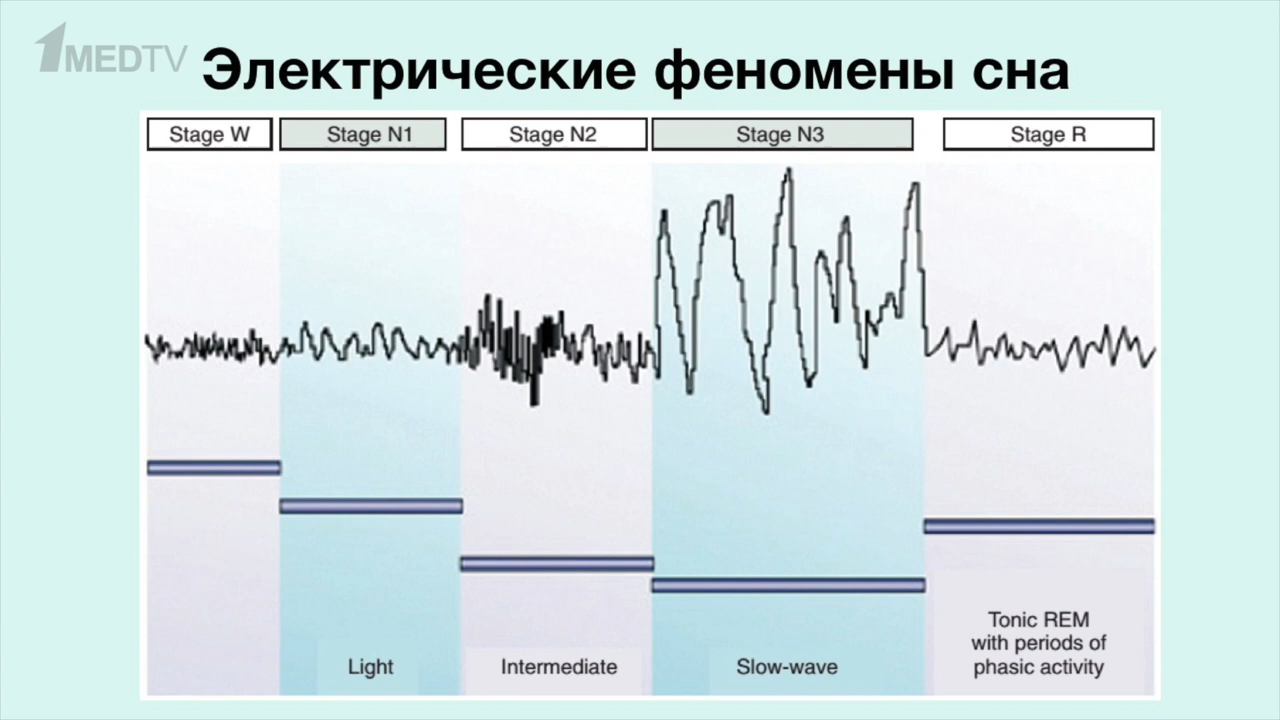 1MEDTV
Электрические феномены сна
Stage W
Stage N1
Stage N2
Stage N3
Stage R
Light
Intermediate
Slow-wave
Tonic REM
with periods of
phasic activity